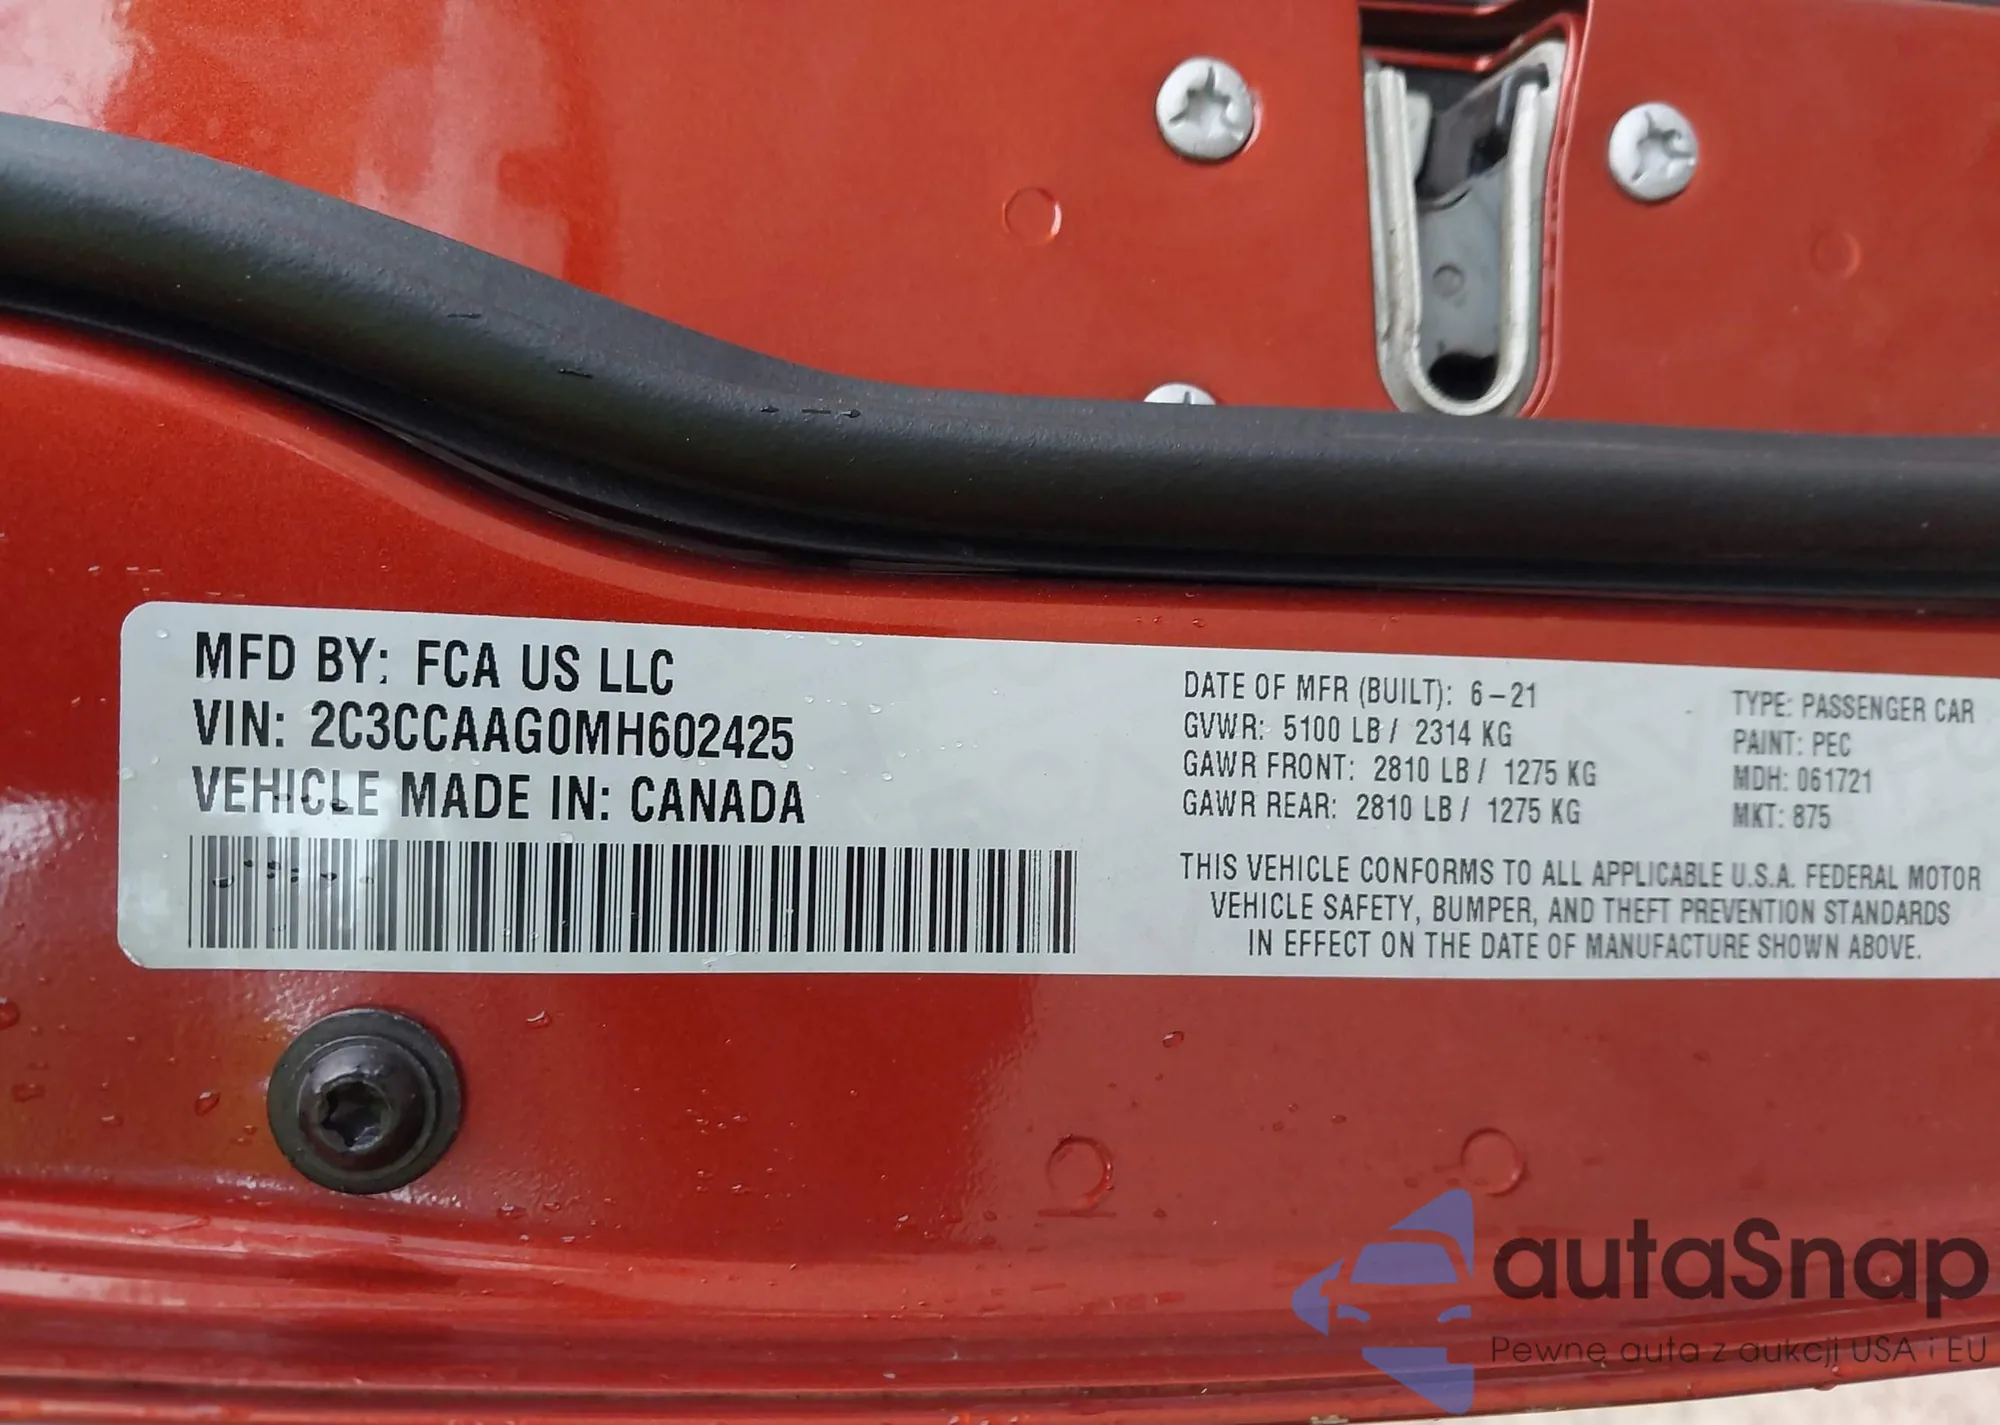 MFD BY: FCA US LLC
VIN: 2C3CCAAG0MH602425
VEHICLE MADE IN: CANADA
DATE OF MFR (BUILT): 6-21
GVWR: 5100 LB / 2314 KG
GAWR FRONT: 2810 LB / 1275 KG
GAWR REAR: 2810 LB / 1275 KG
TYPE: PASSENGER CAR
PAINT: PEC
MDH: 061721
MKT: 875
THIS VEHICLE CONFORMS TO ALL APPLICABLE U.S.A. FEDERAL MOTOR
VEHICLE SAFETY, BUMPER, AND THEFT PREVENTION STANDARDS
IN EFFECT ON THE DATE OF MANUFACTURE SHOWN ABOVE.
autaSnap
Pewne auta z aukcji USA i EU